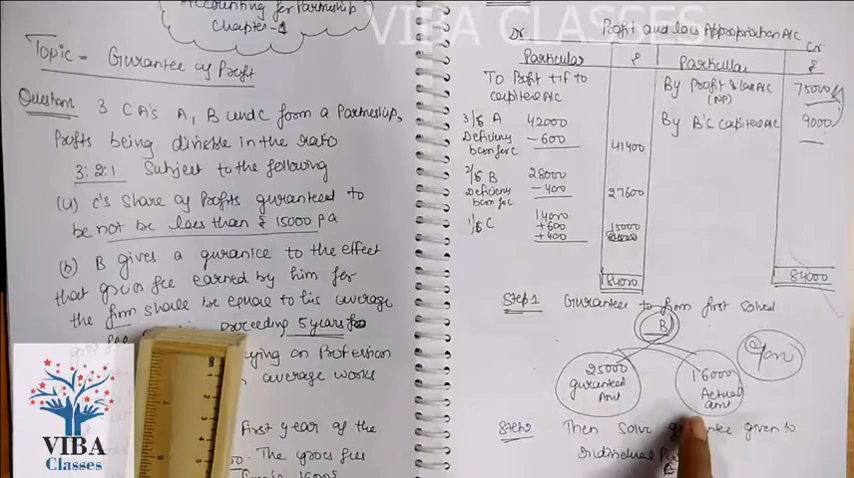 Accounting for Partnership
Chapter-1
VIBA CLASSES
Topic = Gurantee of Profit
Question 3 CA's A, B and C form a Partnership,
Profits being divisible in the ratio
3:2:1 Subject to the following
(a) C's Share of Profits guranteed to
be not be less than ₹ 15000 p a
(b) B gives a gurantee to the effect
that gross fee earned by him for
the firm shall be equal to his average
proceeding 5 years
ying on Profession
average works
first year of the
The gross fees
VIBA
Classes
Profit and loss Appropriation A/c
Dr
Cr
Particular ₹ Particular ₹
To Profit t/f to
capital A/c
By Profit & Loss A/c 75000
(NP)
By B's capital A/c 9000
3/6 A 42000
Deficiency - 600 41400
born for C
2/6 B 28000
Deficiency - 400 27600
born for C
1/6 C 14000
+600 15000
+400
84000 84000
Step 1 Guarantee to firm first solved
B
25000
guranteed
Amt
16000
Actual
amt
Step 2 Then solve guarantee given to
individual